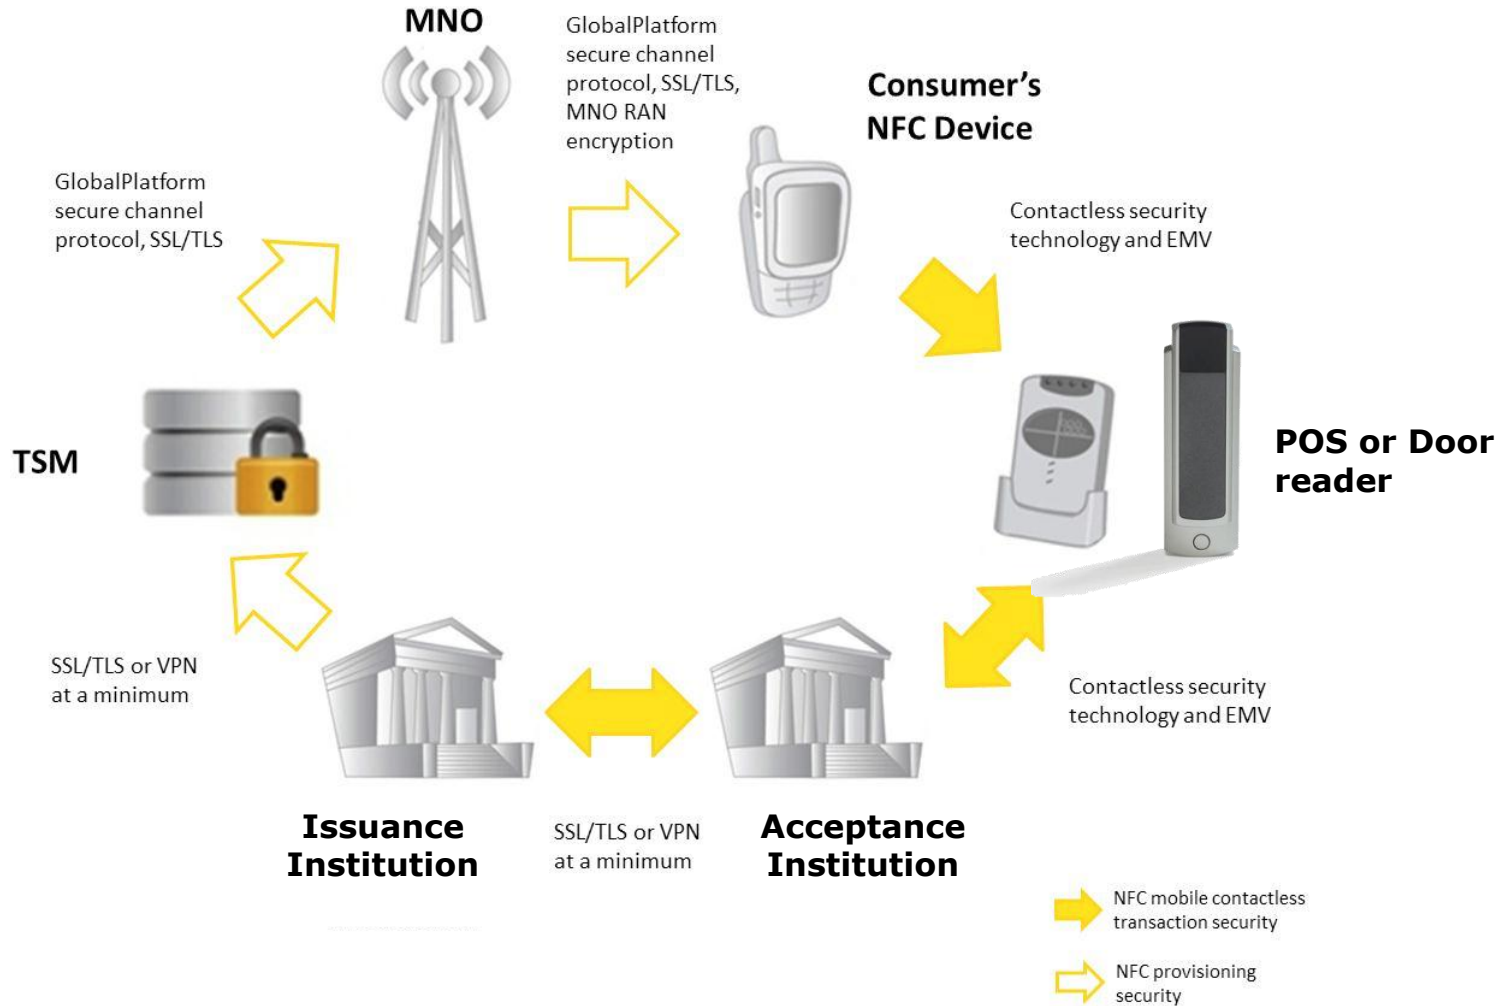 MNO
GlobalPlatform
secure channel
protocol, SSL/TLS,
MNO RAN
encryption
Consumer’s
NFC Device
GlobalPlatform
secure channel
protocol, SSL/TLS
Contactless security
technology and EMV
TSM
POS or Door
reader
SSL/TLS or VPN
at a minimum
Contactless security
technology and EMV
Issuance
Institution
SSL/TLS or VPN
at a minimum
Acceptance
Institution
NFC mobile contactless
transaction security
NFC provisioning
security